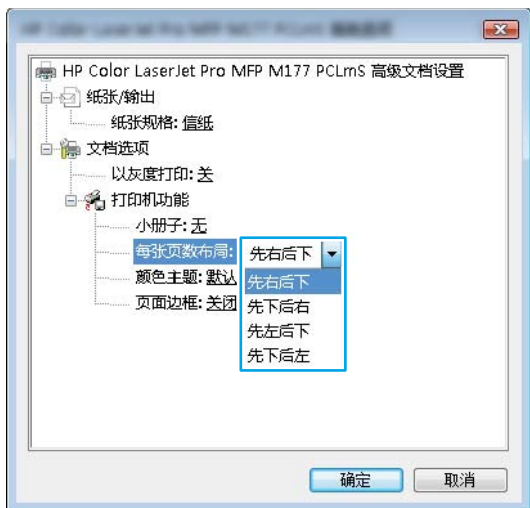 HP Color LaserJet Pro MFP M177 PCLmS 高级文档设置
纸张/输出
纸张规格: 信纸
文档选项
以灰度打印: 关
打印机功能
小册子: 无
每张页数布局: 先右后下
颜色主题: 默认
先右后下
页面边框: 关闭
先下后右
先左后下
先下后左
确定 取消